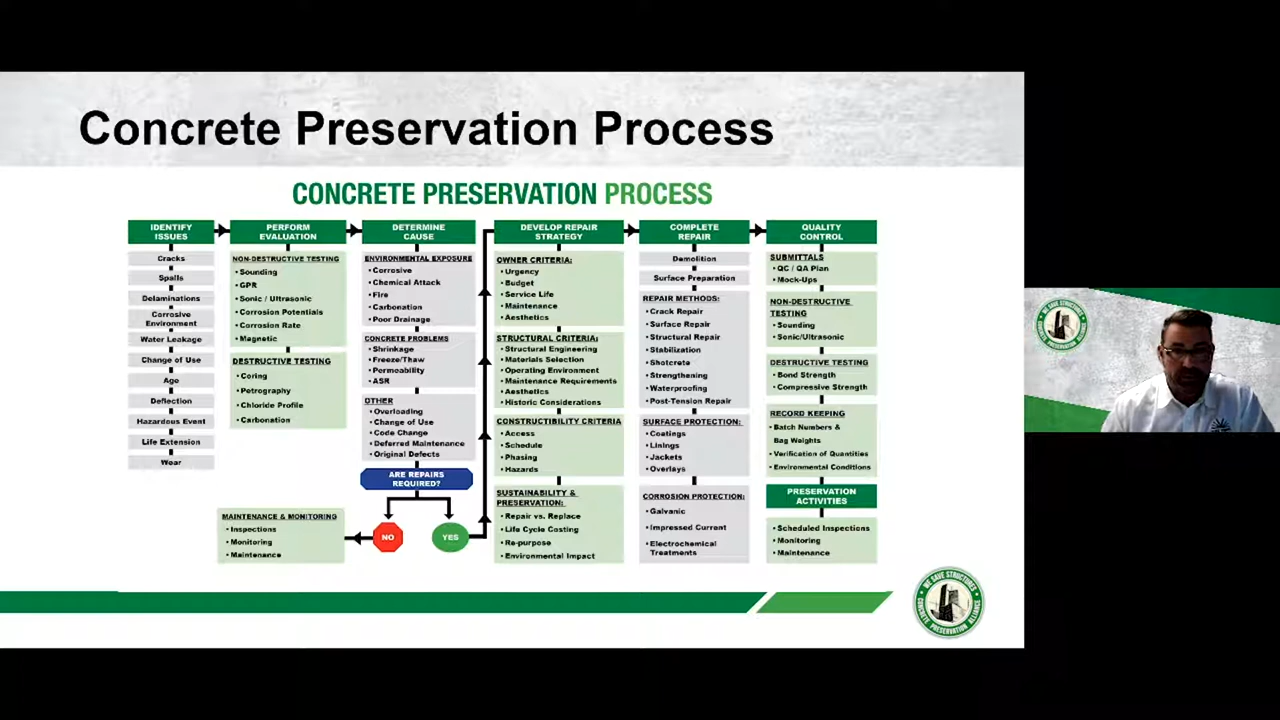 Concrete Preservation Process
CONCRETE PRESERVATION PROCESS
IDENTIFY
ISSUES
Cracks
Spalls
Delaminations
Corrosive
Environment
Water Leakage
Change of Use
Age
Deflection
Hazardous Event
Life Extension
Wear
PERFORM
EVALUATION
NON-DESTRUCTIVE TESTING
• Sounding
• GPR
• Sonic / Ultrasonic
• Corrosion Potentials
• Corrosion Rate
• Magnetic
DESTRUCTIVE TESTING
• Coring
• Petrography
• Chloride Profile
• Carbonation
MAINTENANCE & MONITORING
• Inspections
• Monitoring
• Maintenance
DETERMINE
CAUSE
ENVIRONMENTAL EXPOSURE
• Corrosive
• Chemical Attack
• Fire
• Carbonation
• Poor Drainage
CONCRETE PROBLEMS
• Shrinkage
• Freeze/Thaw
• Permeability
• ASR
OTHER
• Overloading
• Change of Use
• Code Change
• Deferred Maintenance
• Original Defects
ARE REPAIRS
REQUIRED?
NO
YES
DEVELOP REPAIR
STRATEGY
OWNER CRITERIA:
• Urgency
• Budget
• Service Life
• Maintenance
• Aesthetics
STRUCTURAL CRITERIA:
• Structural Engineering
• Materials Selection
• Operating Environment
• Maintenance Requirements
• Aesthetics
• Historic Considerations
CONSTRUCTIBILITY CRITERIA
• Access
• Schedule
• Phasing
• Hazards
SUSTAINABILITY &
PRESERVATION:
• Repair vs. Replace
• Life Cycle Costing
• Re-purpose
• Environmental Impact
COMPLETE
REPAIR
Demolition
Surface Preparation
REPAIR METHODS:
• Crack Repair
• Surface Repair
• Structural Repair
• Stabilization
• Shotcrete
• Strengthening
• Waterproofing
• Post-Tension Repair
SURFACE PROTECTION:
• Coatings
• Linings
• Jackets
• Overlays
CORROSION PROTECTION:
• Galvanic
• Impressed Current
• Electrochemical
Treatments
QUALITY
CONTROL
SUBMITTALS
• QC / QA Plan
• Mock-Ups
NON-DESTRUCTIVE
TESTING
• Sounding
• Sonic/Ultrasonic
DESTRUCTIVE TESTING
• Bond Strength
• Compressive Strength
RECORD KEEPING
• Batch Numbers &
Bag Weights
• Verification of Quantities
• Environmental Conditions
PRESERVATION
ACTIVITIES
• Scheduled Inspections
• Monitoring
• Maintenance
WE SAVE STRUCTURES
CONCRETE PRESERVATION ALLIANCE